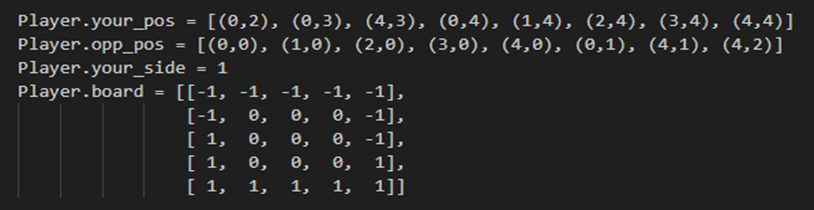 Player.your_pos = [(0,2), (0,3), (4,3), (0,4), (1,4), (2,4), (3,4), (4,4)]
Player.opp_pos = [(0,0), (1,0), (2,0), (3,0), (4,0), (0,1), (4,1), (4,2)]
Player.your_side = 1
Player.board = [[-1, -1, -1, -1, -1],
[-1, 0, 0, 0, -1],
[ 1, 0, 0, 0, -1],
[ 1, 0, 0, 0, 1],
[ 1, 1, 1, 1, 1]]